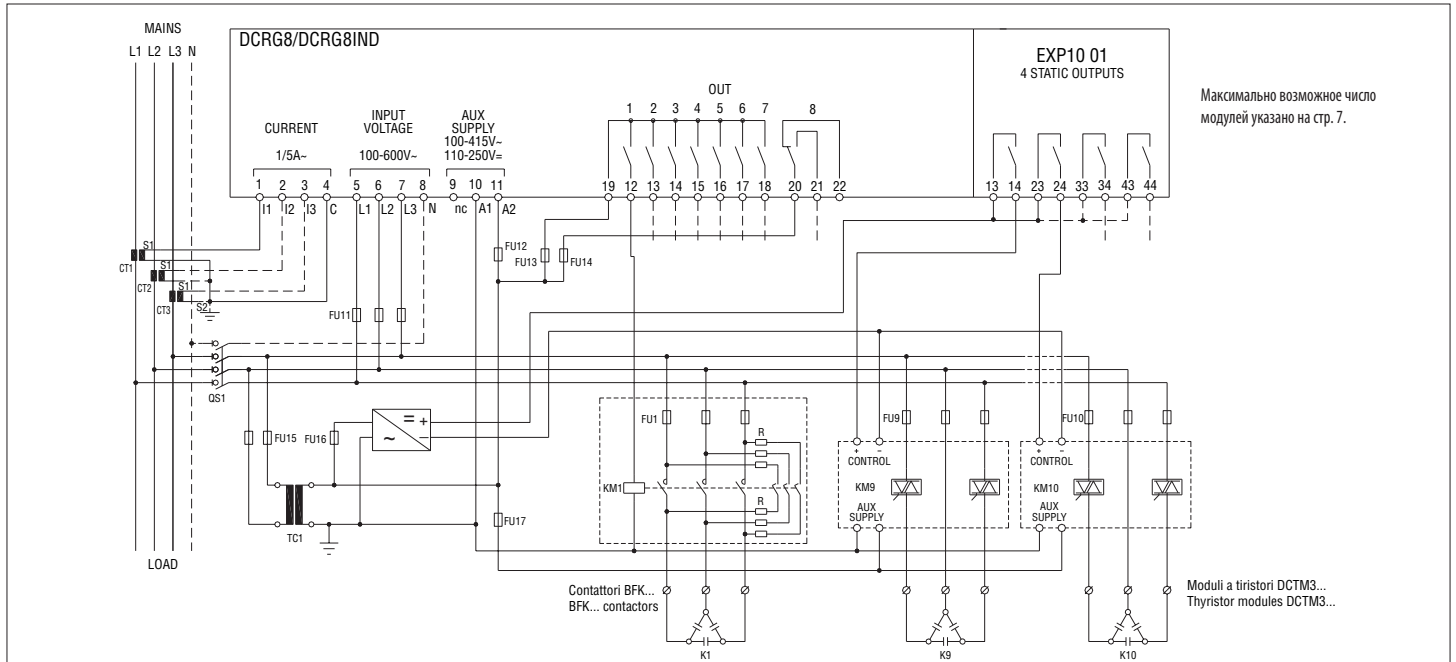 MAINS
L1 L2 L3 N
DCRG8/DCRG8IND
EXP10 01
4 STATIC OUTPUTS
Максимально возможное число
модулей указано на стр. 7.
CURRENT
1/5A~
INPUT
VOLTAGE
100-600V~
AUX
SUPPLY
100-415V~
110-250V=
OUT
1 2 3 4 5 6 7 8
1 2 3 4 5 6 7 8 9 10 11 19 12 13 14 15 16 17 18 20 21 22 13 14 23 24 33 34 43 44
I1 I2 I3 C L1 L2 L3 N nc A1 A2
S1
CT1
S1
CT2
S1
CT3
S2
FU12
FU13
FU14
FU11
QS1
FU15
FU16
= +
~ –
FU1
R
KM1
R
FU9
FU10
+ –
CONTROL
KM9
AUX
SUPPLY
+ –
CONTROL
KM10
AUX
SUPPLY
TC1
FU17
LOAD
Contattori BFK...
BFK... contactors
Moduli a tiristori DCTM3...
Thyristor modules DCTM3...
K1
K9
K10